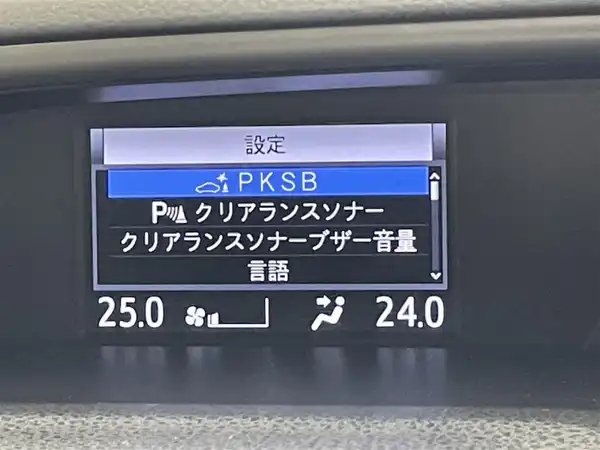 設定
PKSB
P クリアランスソナー
クリアランスソナーブザー音量
言語
25.0 24.0